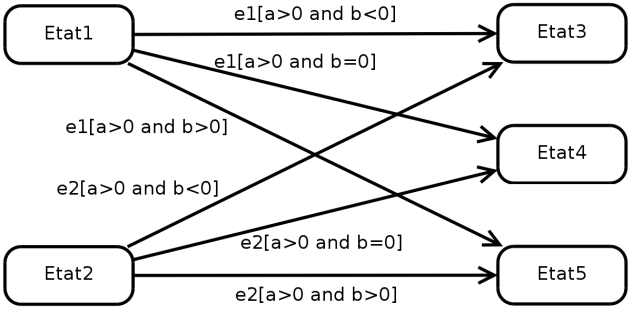 e1[a>0 and b<0]
Etat1
Etat3
e1[a>0 and b=0]
e1[a>0 and b>0]
Etat4
e2[a>0 and b<0]
e2[a>0 and b=0]
Etat2
Etat5
e2[a>0 and b>0]